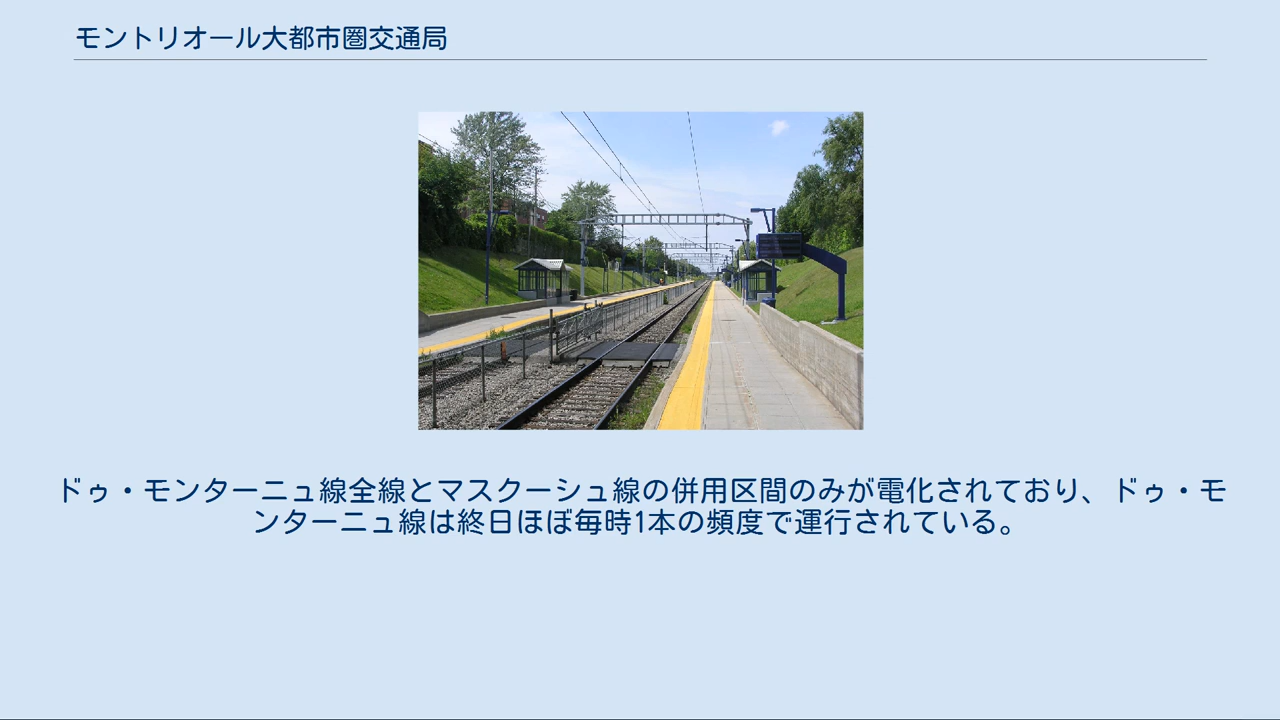 モントリオール大都市圏交通局
ドゥ・モンターニュ線全線とマスクーシュ線の併用区間のみが電化されており、ドゥ・モ
ンターニュ線は終日ほぼ毎時1本の頻度で運行されている。